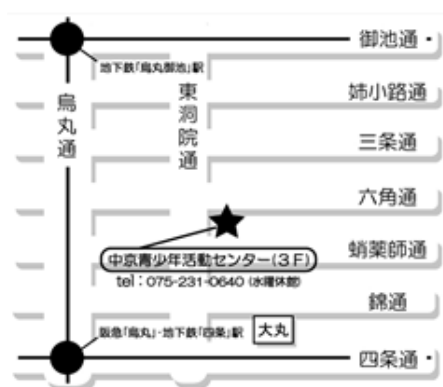 御池通
地下鉄「烏丸御池」駅
烏丸通
東洞院通
姉小路通
三条通
六角通
蛸薬師通
中京青少年活動センター(3F)
tel：075-231-0640 (水曜休館)
錦通
阪急「烏丸」・地下鉄「四条」駅
大丸
四条通